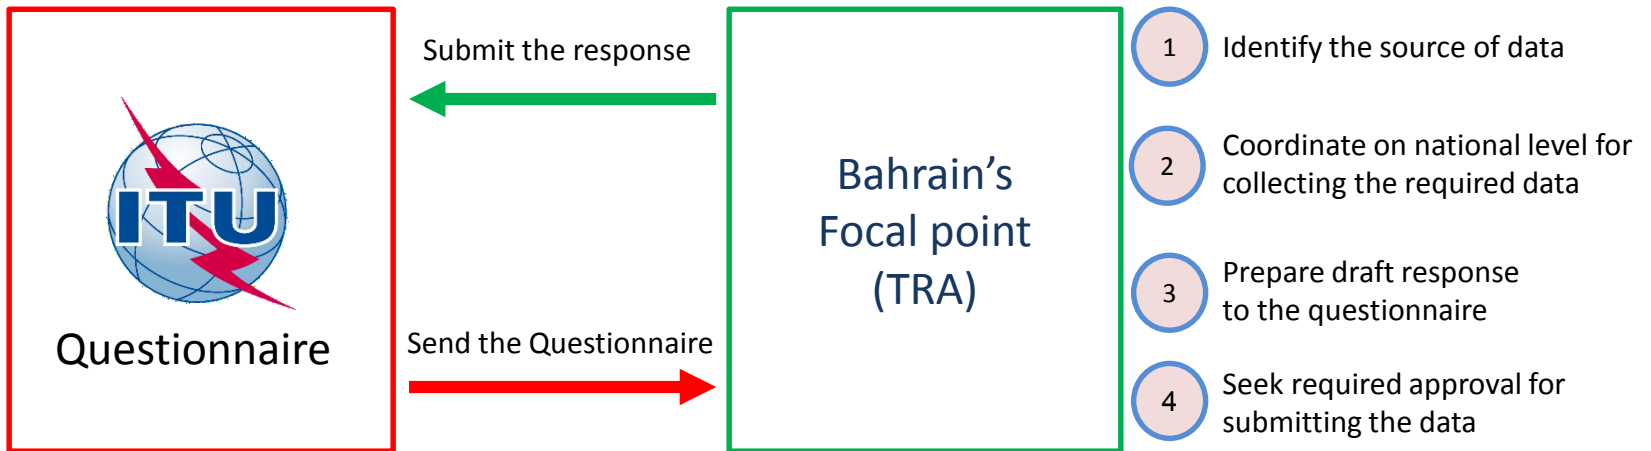 ITU
Questionnaire
Submit the response
Send the Questionnaire
Bahrain’s
Focal point
(TRA)
1
Identify the source of data
2
Coordinate on national level for
collecting the required data
3
Prepare draft response
to the questionnaire
4
Seek required approval for
submitting the data